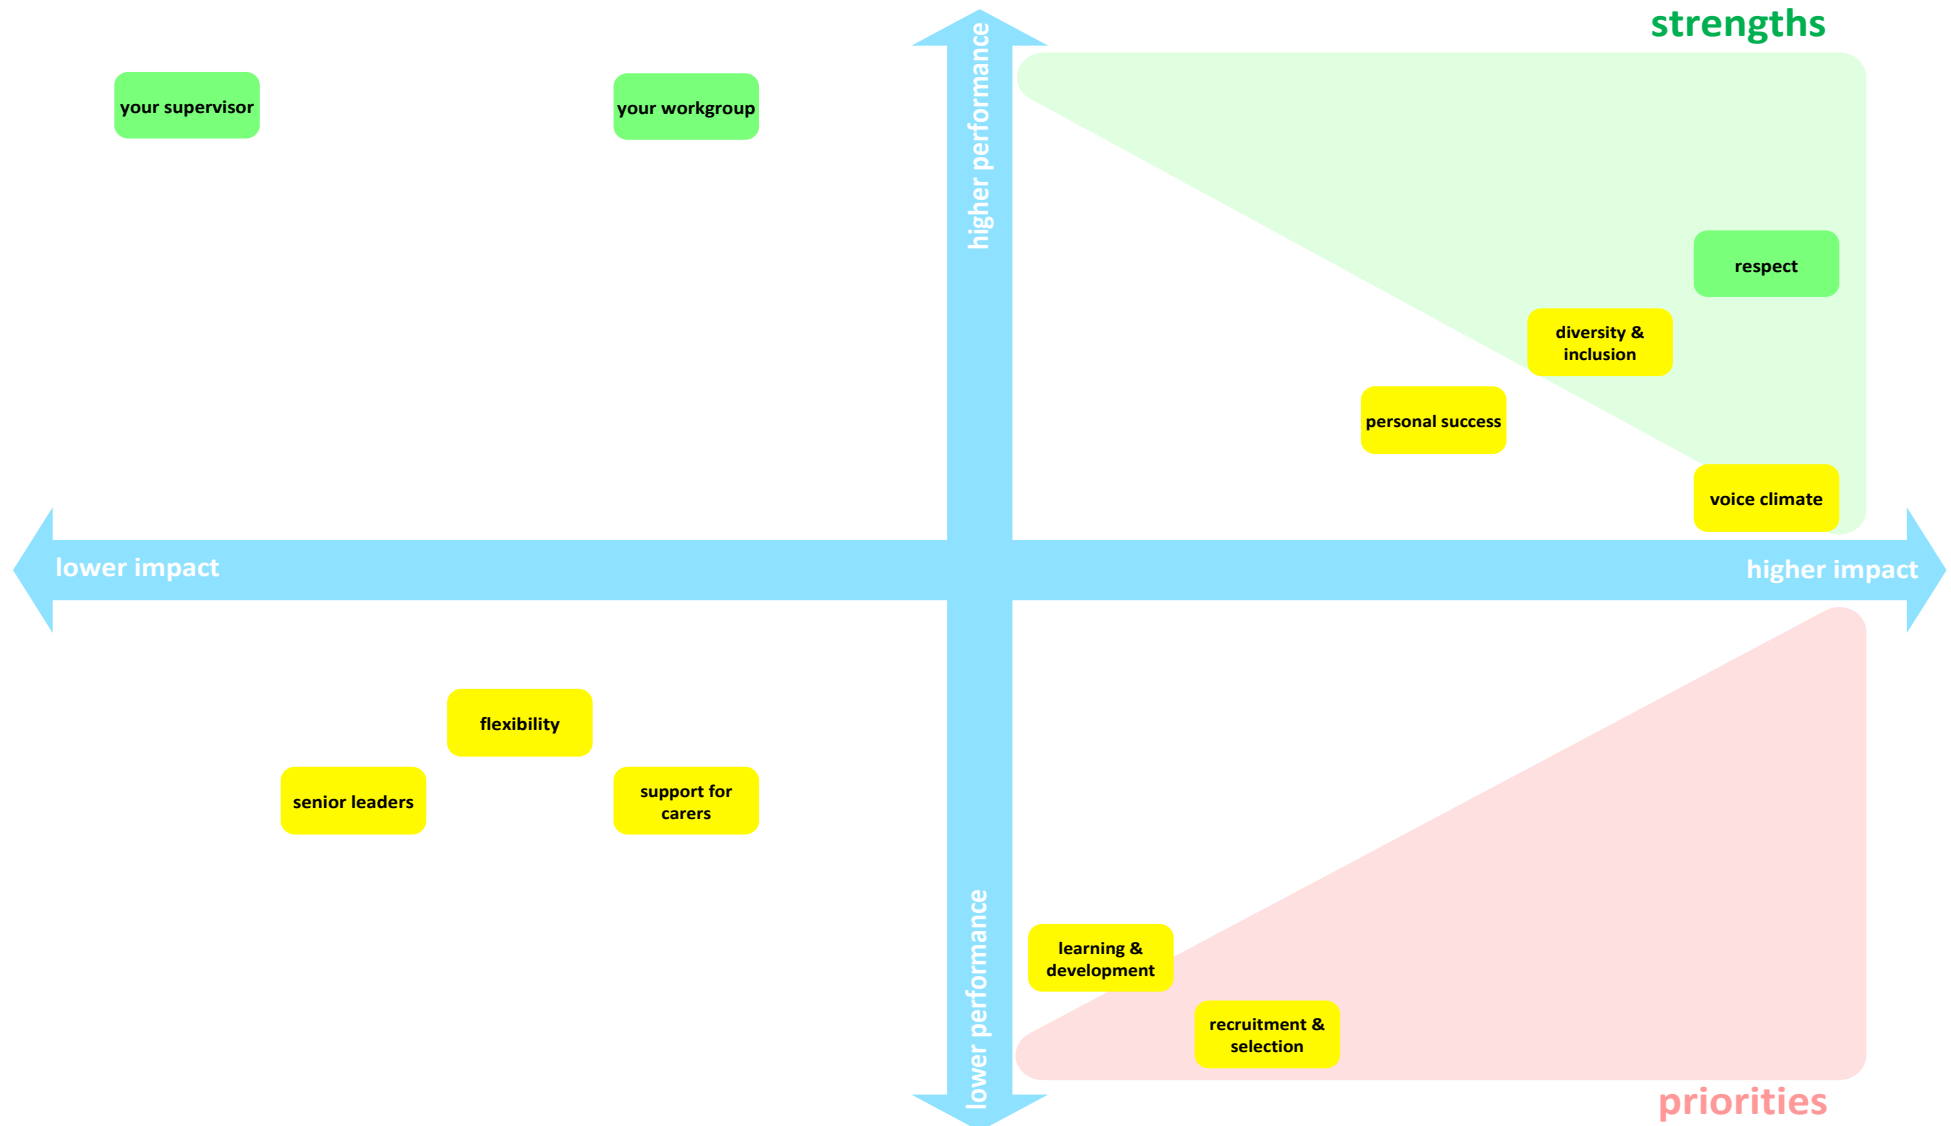 strengths
higher performance
your supervisor
your workgroup
respect
diversity &
inclusion
personal success
voice climate
lower impact
higher impact
flexibility
senior leaders
support for
carers
lower performance
learning &
development
recruitment &
selection
priorities